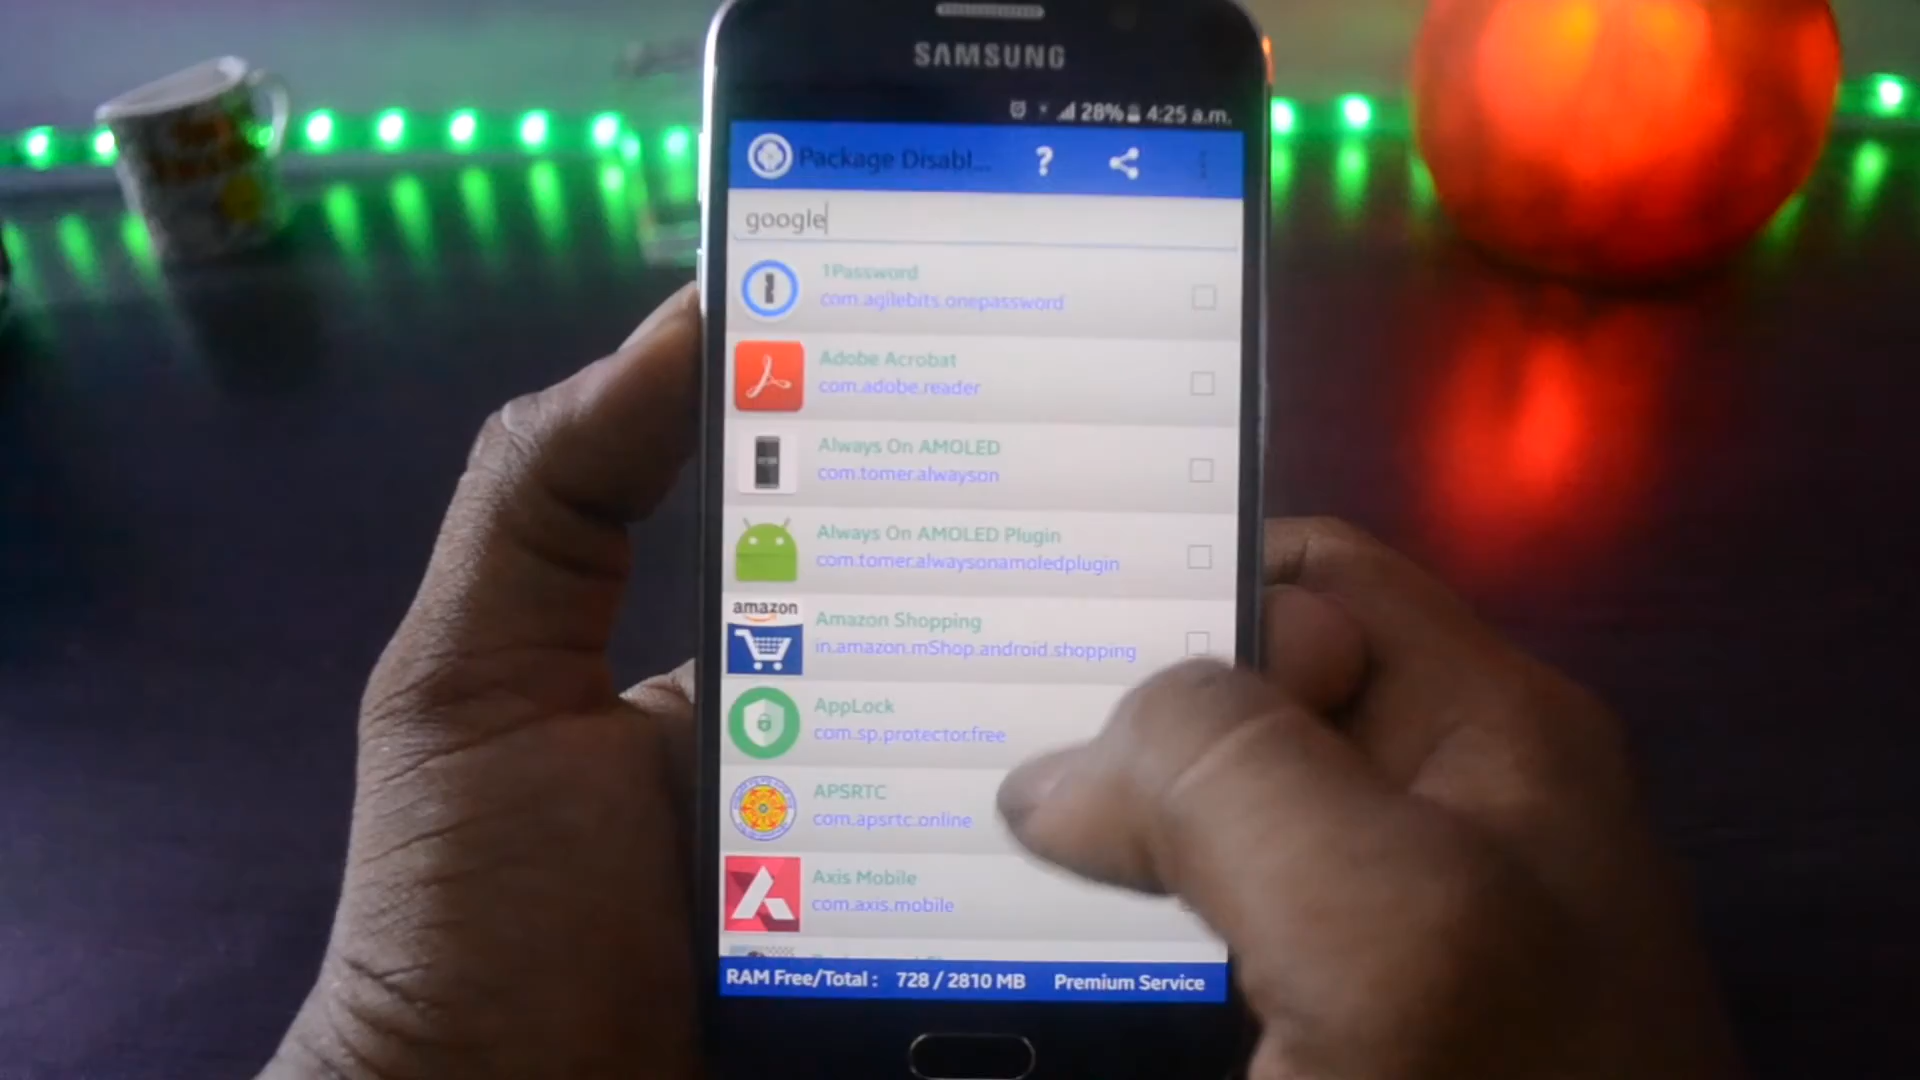 SAMSUNG
28% 4:25 a.m.
Package Disabl... ?
google
1Password
com.agilebits.onepassword
Adobe Acrobat
com.adobe.reader
Always On AMOLED
com.tomer.alwayson
Always On AMOLED Plugin
com.tomer.alwaysonamoledplugin
amazon
Amazon Shopping
in.amazon.mShop.android.shopping
AppLock
com.sp.protector.free
APSRTC
com.apsrtc.online
Axis Mobile
com.axis.mobile
RAM Free/Total : 728 / 2810 MB Premium Service